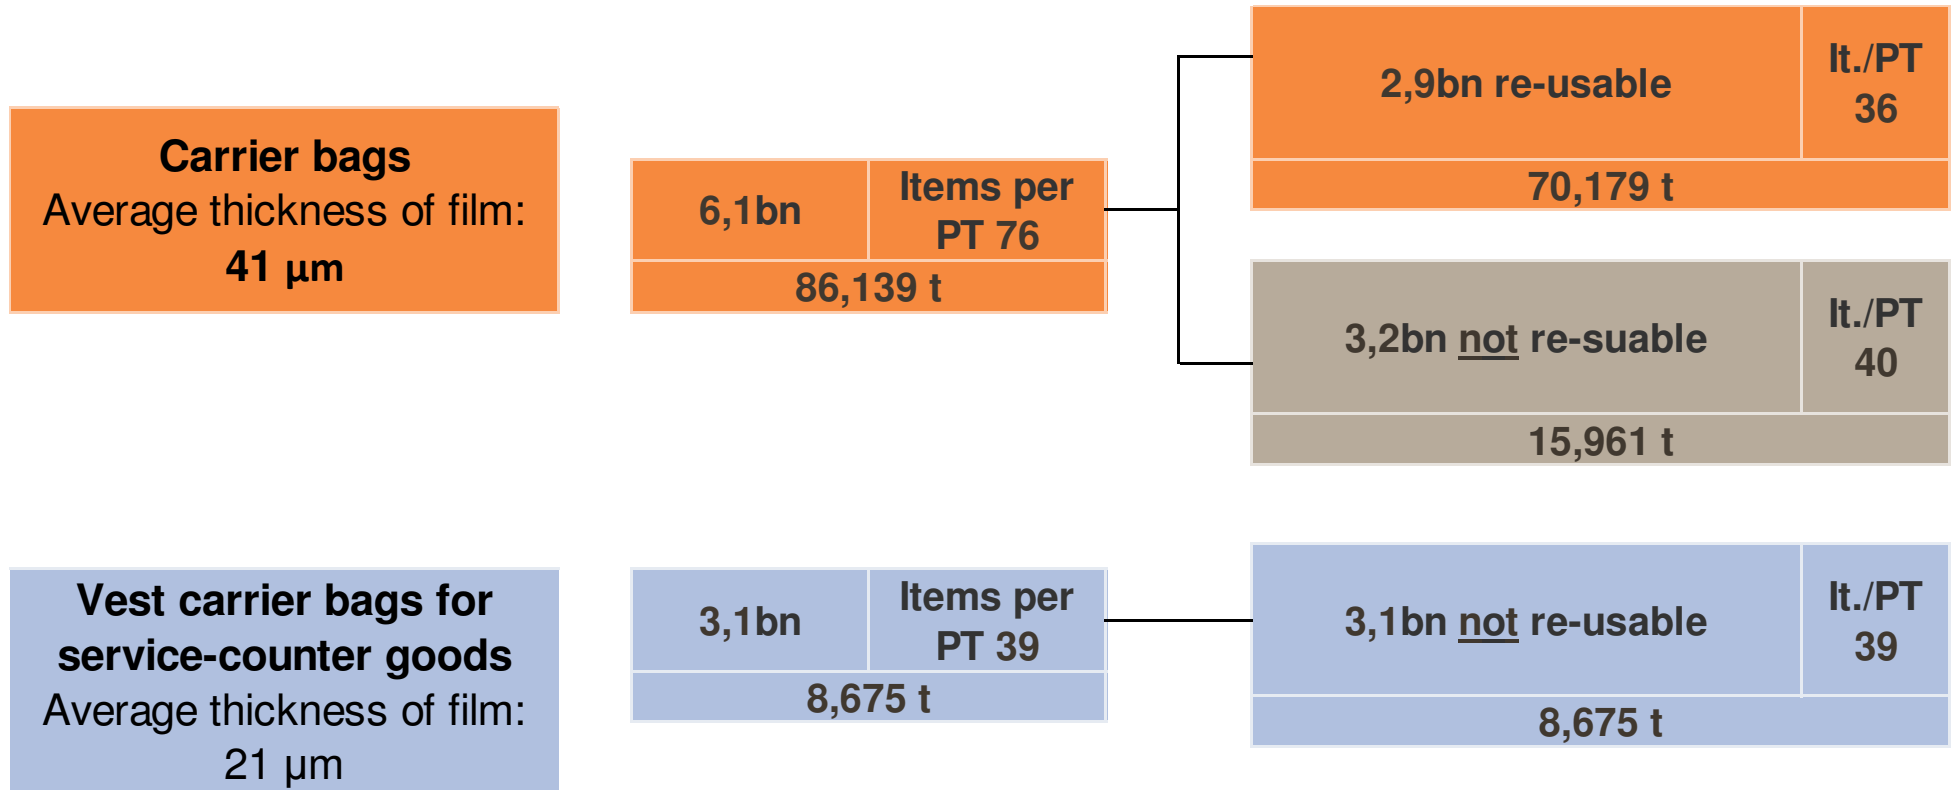 Carrier bags
Average thickness of film:
41 µm
6,1bn
Items per
PT 76
86,139 t
2,9bn re-usable
It./PT
36
70,179 t
3,2bn not re-suable
It./PT
40
15,961 t
Vest carrier bags for
service-counter goods
Average thickness of film:
21 µm
3,1bn
Items per
PT 39
8,675 t
3,1bn not re-usable
It./PT
39
8,675 t